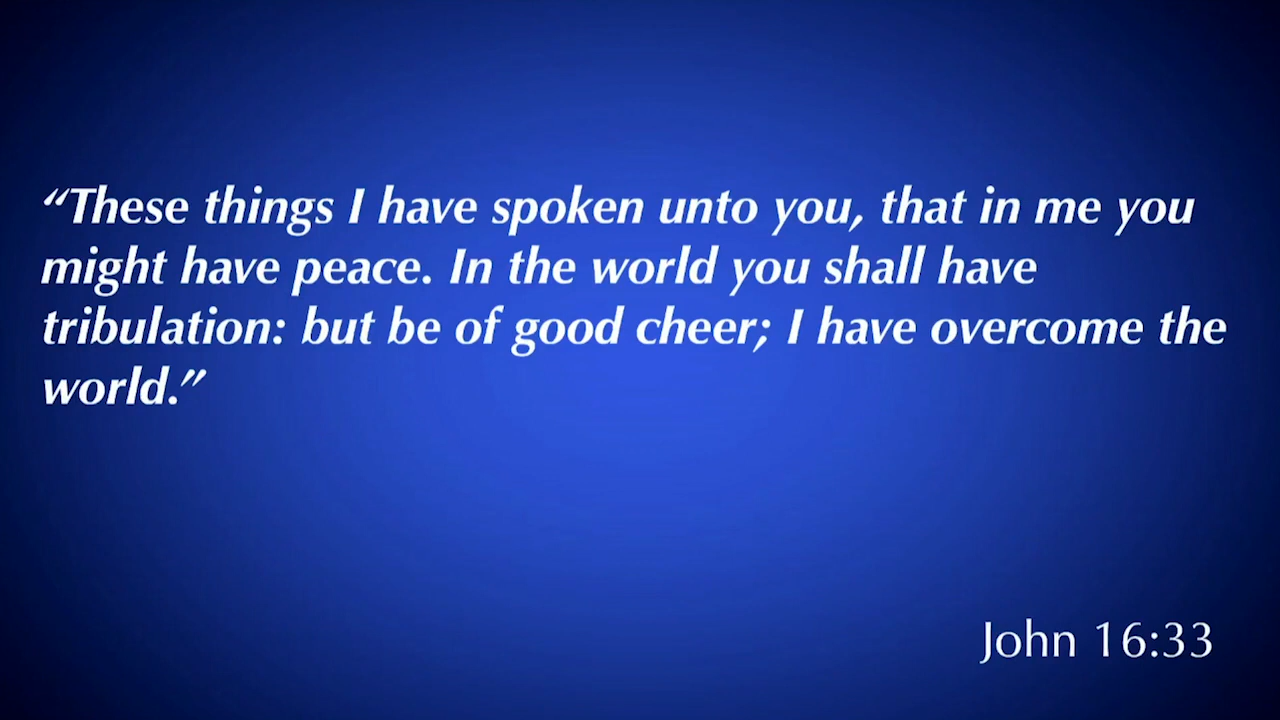 “These things I have spoken unto you, that in me you
might have peace. In the world you shall have
tribulation: but be of good cheer; I have overcome the
world.”
John 16:33